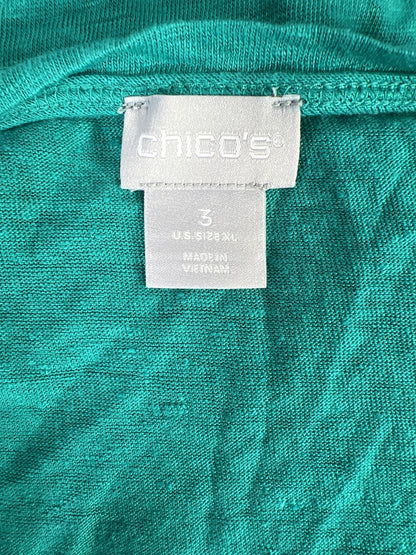 chico's®
3
U.S. SIZE XL
MADE IN
VIETNAM